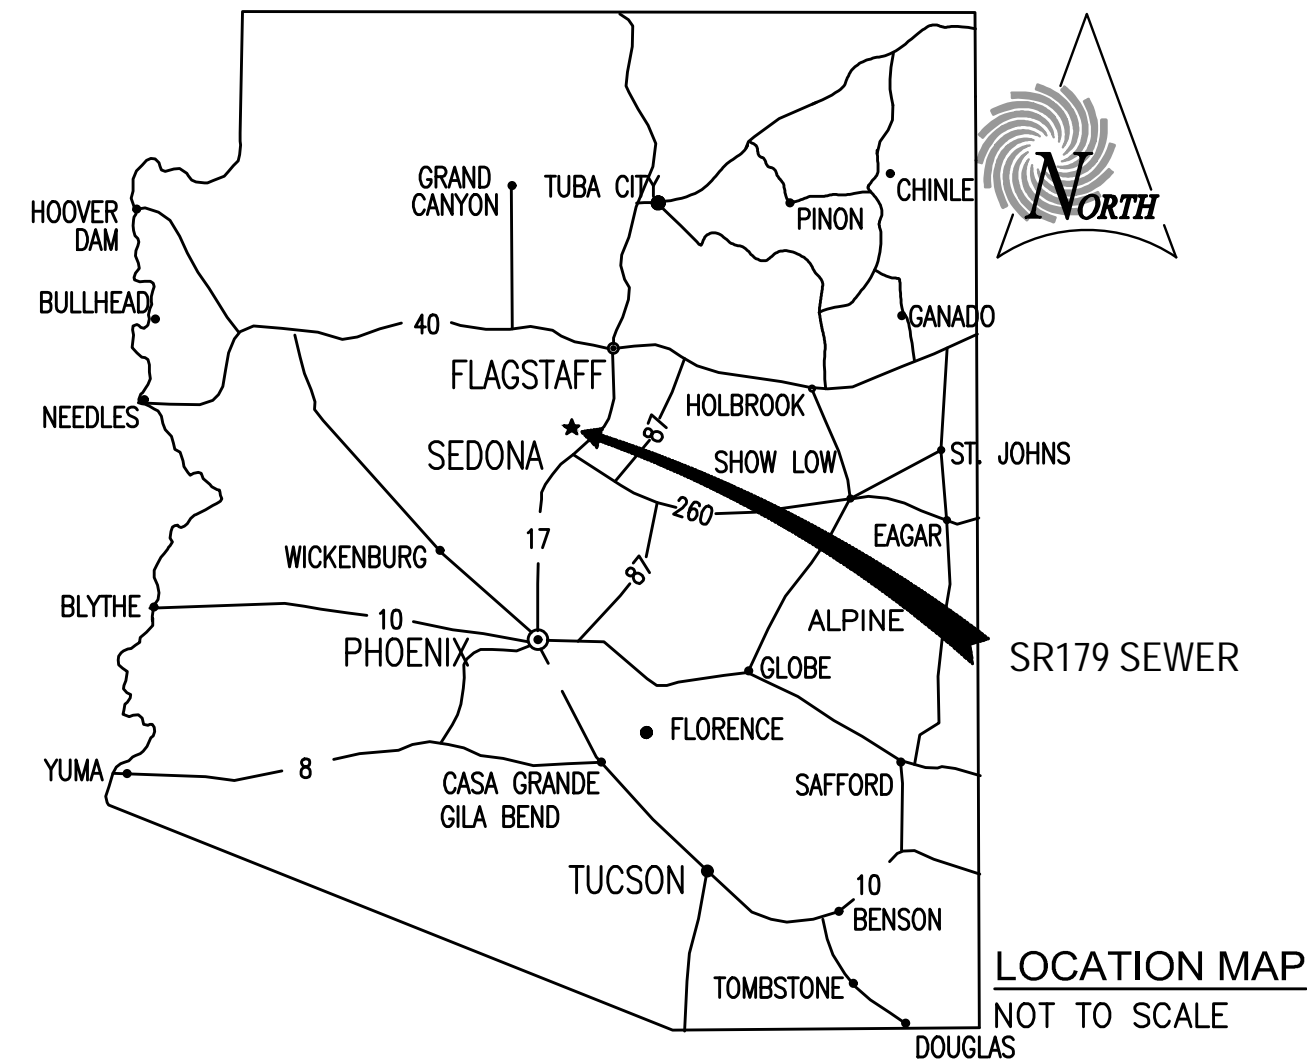 GRAND
CANYON
TUBA CITY
CHINLE
NORTH
HOOVER
DAM
PINON
BULLHEAD
40
GANADO
FLAGSTAFF
HOLBROOK
NEEDLES
87
SEDONA
SHOW LOW
ST. JOHNS
260
17
EAGAR
WICKENBURG
87
BLYTHE
10
ALPINE
PHOENIX
GLOBE
SR179 SEWER
FLORENCE
YUMA
8
CASA GRANDE
GILA BEND
SAFFORD
TUCSON
10
BENSON
LOCATION MAP
TOMBSTONE
NOT TO SCALE
DOUGLAS